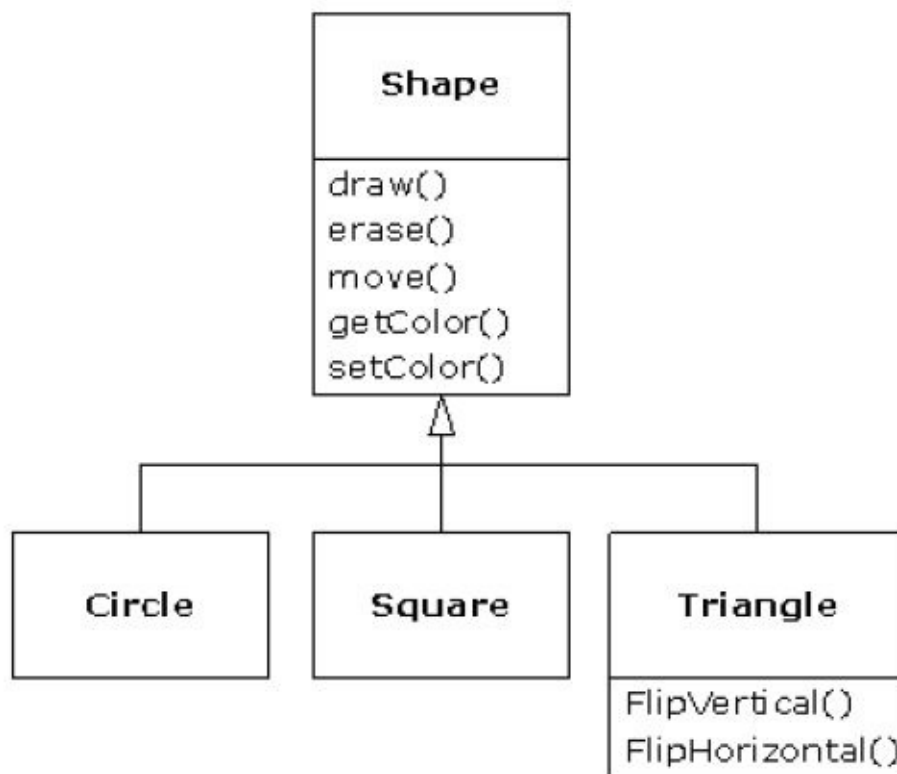 Shape
draw()
erase()
move()
getColor()
setColor()
Circle
Square
Triangle
FlipVertical()
FlipHorizontal()